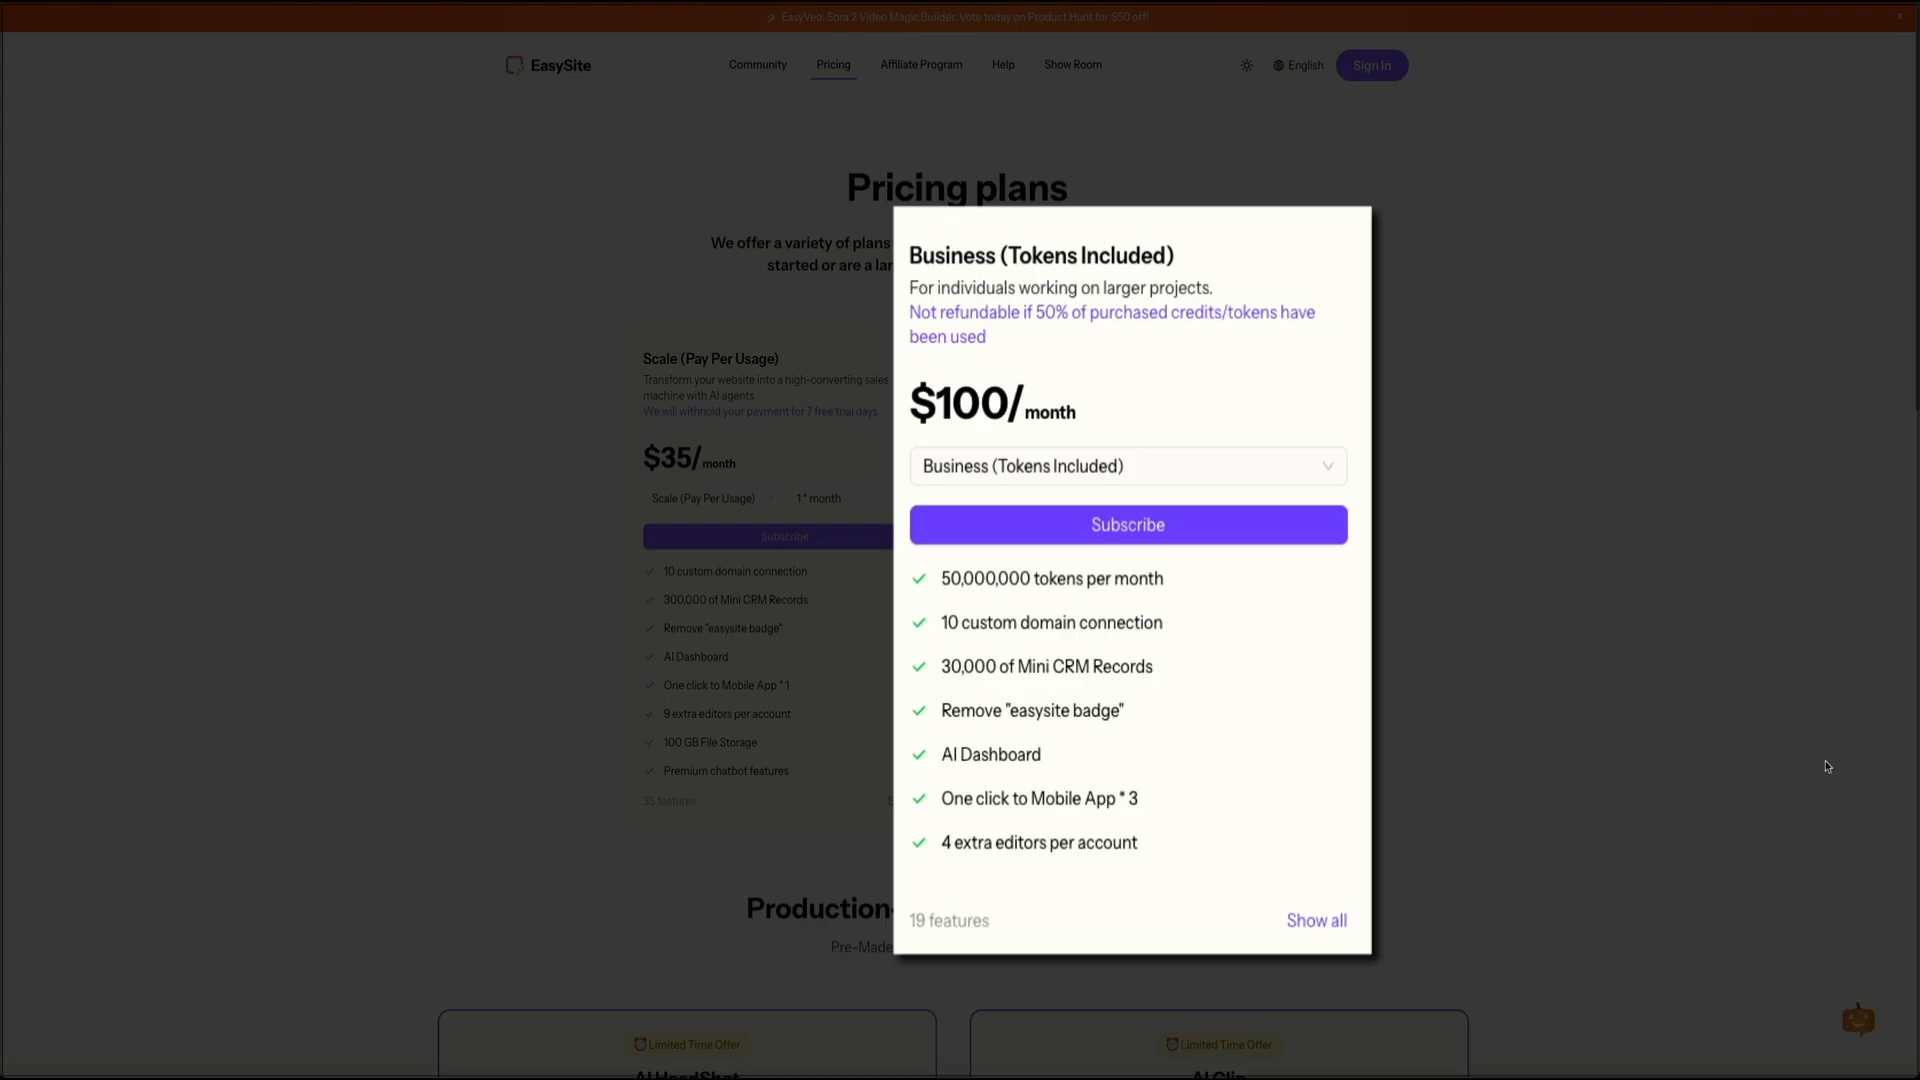 EasyVeo: Sora 2 Video Magic Builder. Vote today on Product Hunt for $50 off!
x
EasySite
Community
Pricing
Affiliate Program
Help
Show Room
English
Sign In
Pricing plans
We offer a variety of plans
started or are a lar
Scale (Pay Per Usage)
Transform your website into a high-converting sales
machine with AI agents
We will withhold your payment for 7 free trial days
$35/month
Scale (Pay Per Usage)
1 * month
Subscribe
10 custom domain connection
300,000 of Mini CRM Records
Remove "easysite badge"
AI Dashboard
One click to Mobile App * 1
9 extra editors per account
100 GB File Storage
Premium chatbot features
35 features
S
Business (Tokens Included)
For individuals working on larger projects.
Not refundable if 50% of purchased credits/tokens have
been used
$100/month
Business (Tokens Included)
Subscribe
50,000,000 tokens per month
10 custom domain connection
30,000 of Mini CRM Records
Remove "easysite badge"
AI Dashboard
One click to Mobile App * 3
4 extra editors per account
19 features
Show all
Production-
Pre-Made
Limited Time Offer
AI HeadShot
Limited Time Offer
AI Clip